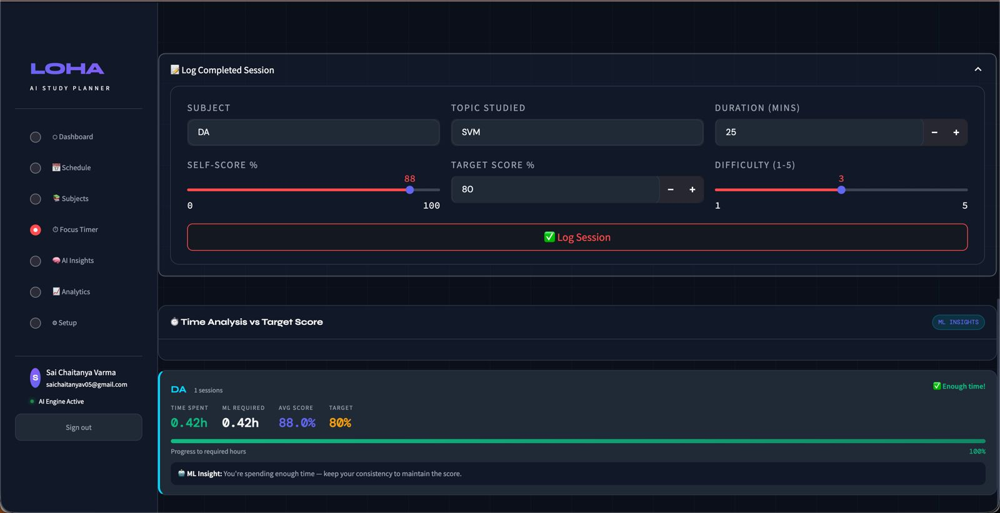 LOHA
AI STUDY PLANNER
Dashboard
Schedule
Subjects
Focus Timer
AI Insights
Analytics
Setup
S
Sai Chaitanya Varma
saichaitanyav05@gmail.com
AI Engine Active
Sign out
Log Completed Session
SUBJECT
DA
TOPIC STUDIED
SVM
DURATION (MINS)
25
− +
SELF-SCORE %
88
0 100
TARGET SCORE %
80
− +
DIFFICULTY (1-5)
3
1 5
✅ Log Session
Time Analysis vs Target Score
ML INSIGHTS
DA 1 sessions
✅ Enough time!
TIME SPENT ML REQUIRED AVG SCORE TARGET
0.42h 0.42h 88.0% 80%
Progress to required hours 100%
ML Insight: You're spending enough time — keep your consistency to maintain the score.